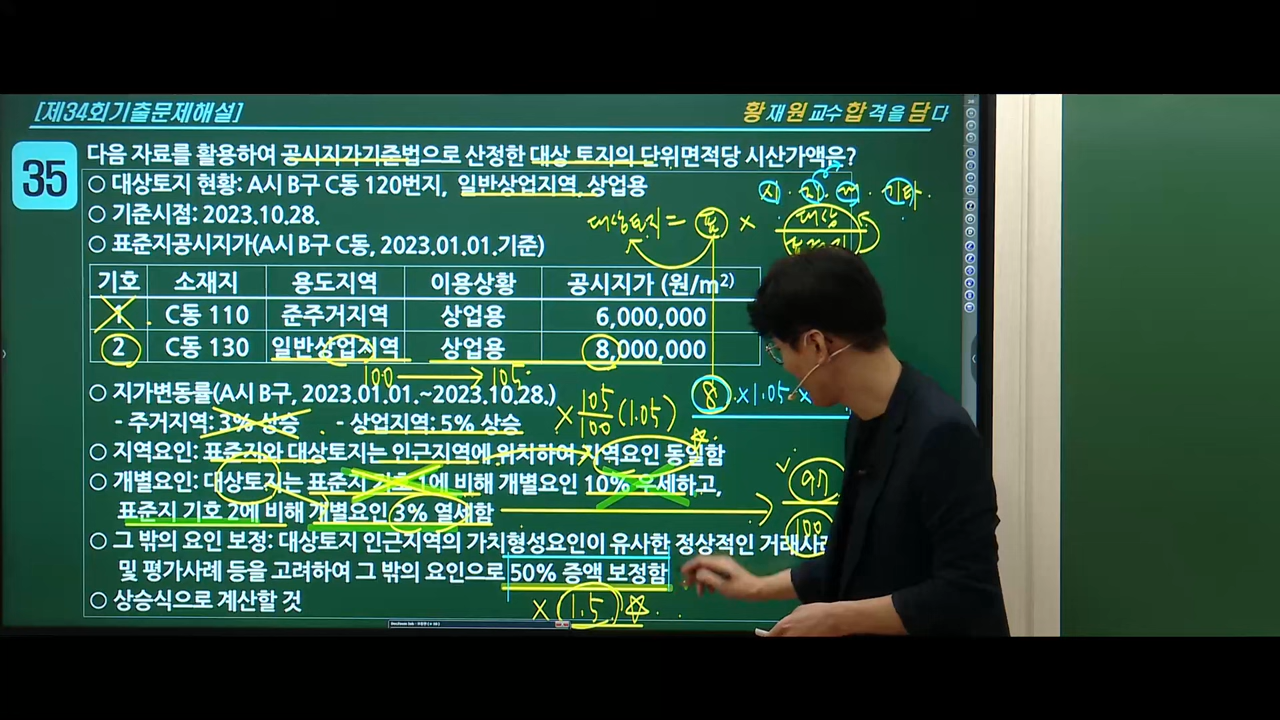 [제34회기출문제해설]
황재원 교수 합격을 담다
35
다음 자료를 활용하여 공시지가기준법으로 산정한 대상 토지의 단위면적당 시산가액은?
○ 대상토지 현황: A시 B구 C동 120번지, 일반상업지역, 상업용
시 . 지 . 개 . 기타.
○ 기준시점: 2023.10.28.
대상토지 = 표 × 대상
○ 표준지공시지가(A시 B구 C동, 2023.01.01.기준)
기호 소재지 용도지역 이용상황 공시지가 (원/m²)
1 C동 110 준주거지역 상업용 6,000,000
2 C동 130 일반상업지역 상업용 8,000,000
100 → 105
○ 지가변동률(A시 B구, 2023.01.01.~2023.10.28.)
8 × 1.05 ×
- 주거지역: 3% 상승 . - 상업지역: 5% 상승
× 105/100 (1.05)
○ 지역요인: 표준지와 대상토지는 인근지역에 위치하여 지역요인 동일함
○ 개별요인: 대상토지는 표준지 기호 1에 비해 개별요인 10% 우세하고,
표준지 기호 2에 비해 개별요인 3% 열세함
97
100
○ 그 밖의 요인 보정: 대상토지 인근지역의 가치형성요인이 유사한 정상적인 거래사례
및 평가사례 등을 고려하여 그 밖의 요인으로 50% 증액 보정함
○ 상승식으로 계산할 것
× 1.5